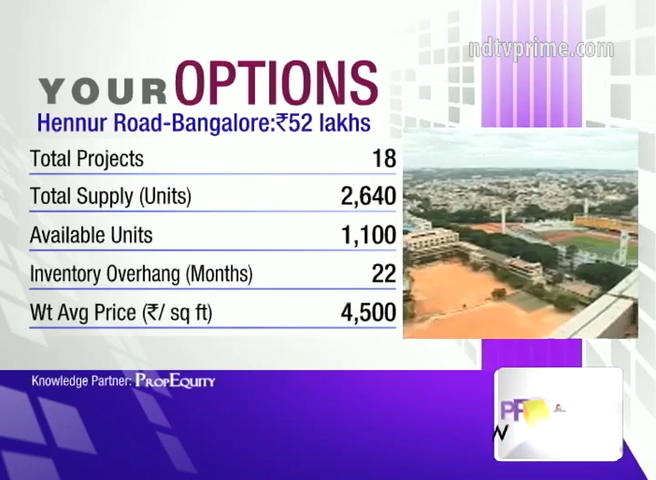 ndtvprime.com
YOUR OPTIONS
Hennur Road-Bangalore:₹52 lakhs
Total Projects 18
Total Supply (Units) 2,640
Available Units 1,100
Inventory Overhang (Months) 22
Wt Avg Price (₹/ sq ft) 4,500
Knowledge Partner: PROPEQUITY